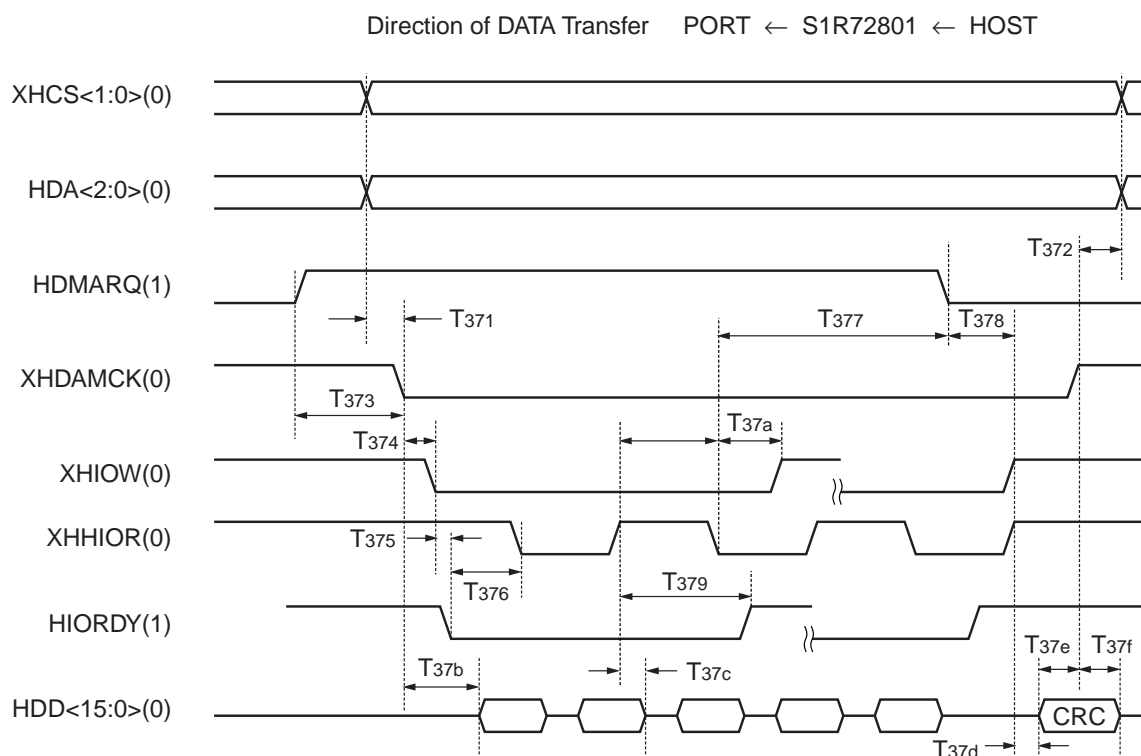 Direction of DATA Transfer PORT ← S1R72801 ← HOST
XHCS<1:0>(0)
HDA<2:0>(0)
T372
HDMARQ(1)
T371
T377
T378
XHDAMCK(0)
T373
T374
T37a
XHIOW(0)
XHHIOR(0)
T375
T376
T379
HIORDY(1)
T37b
T37c
T37e
T37f
HDD<15:0>(0)
CRC
T37d